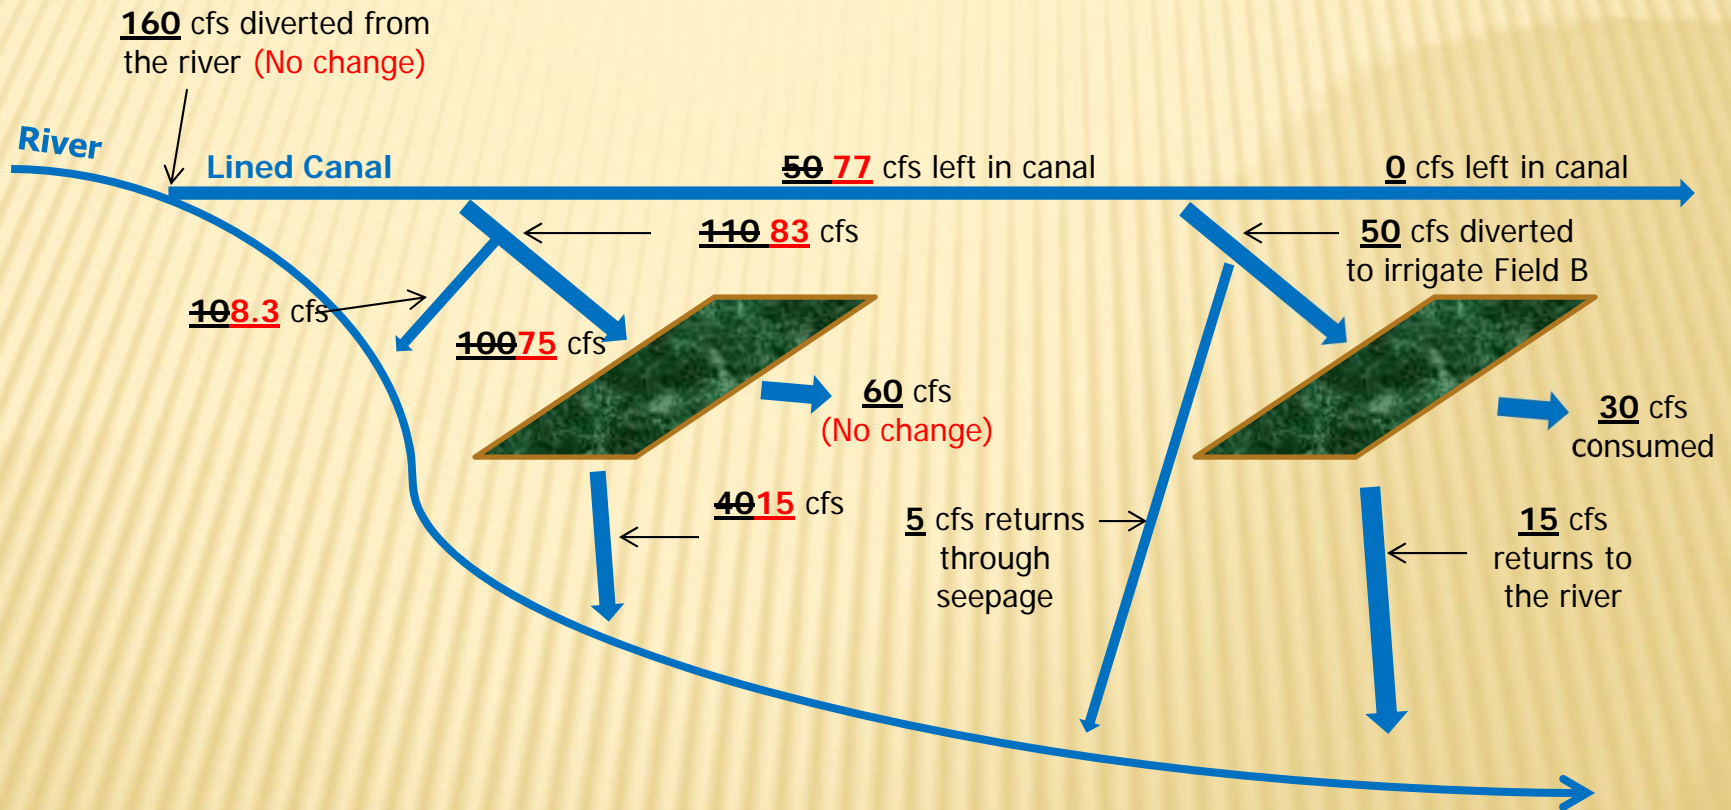 160 cfs diverted from
the river (No change)
River
Lined Canal
50 77 cfs left in canal
0 cfs left in canal
110 83 cfs
50 cfs diverted
to irrigate Field B
108.3 cfs
10075 cfs
60 cfs
(No change)
30 cfs
consumed
4015 cfs
5 cfs returns
through
seepage
15 cfs
returns to
the river